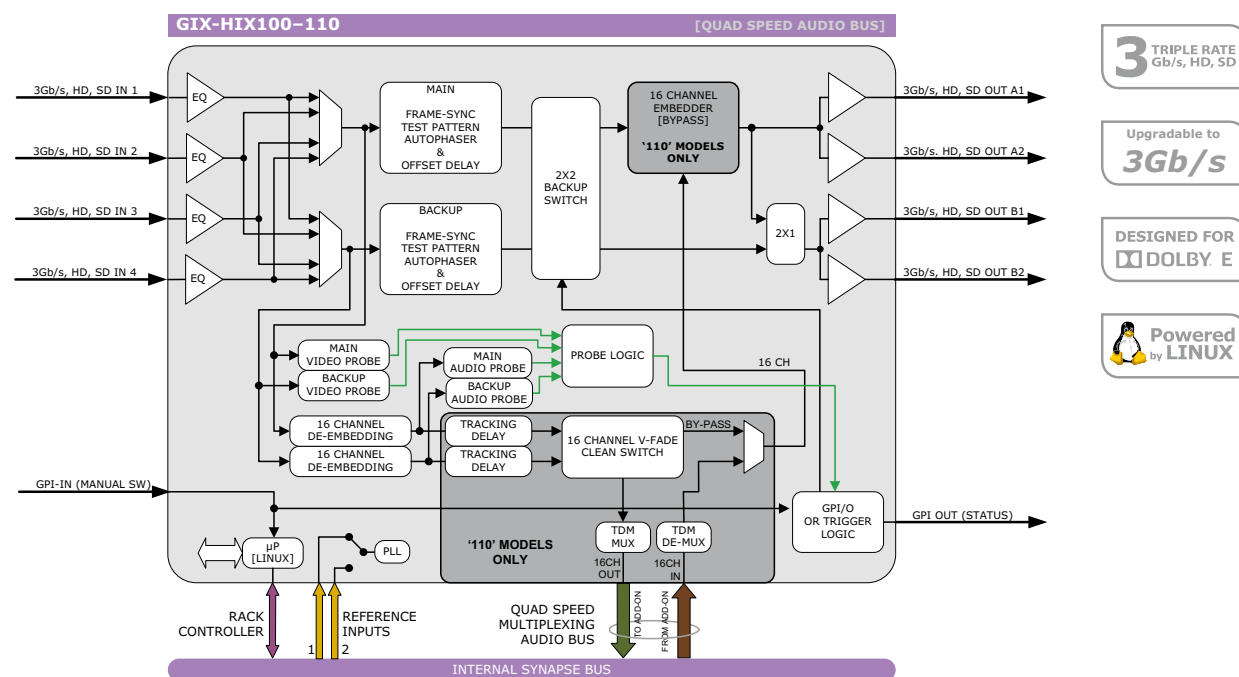 GIX-HIX100–110
[QUAD SPEED AUDIO BUS]
3Gb/s, HD, SD IN 1
3Gb/s, HD, SD IN 2
3Gb/s, HD, SD IN 3
3Gb/s, HD, SD IN 4
EQ
EQ
EQ
EQ
MAIN
FRAME-SYNC
TEST PATTERN
AUTOPHASER
&
OFFSET DELAY
BACKUP
FRAME-SYNC
TEST PATTERN
AUTOPHASER
&
OFFSET DELAY
2X2
BACKUP
SWITCH
16 CHANNEL
EMBEDDER
[BYPASS]
‘110’ MODELS
ONLY
2X1
3Gb/s, HD, SD OUT A1
3Gb/s. HD, SD OUT A2
3Gb/s, HD, SD OUT B1
3Gb/s, HD, SD OUT B2
MAIN
VIDEO PROBE
BACKUP
VIDEO PROBE
MAIN
AUDIO PROBE
BACKUP
AUDIO PROBE
PROBE LOGIC
16 CH
16 CHANNEL
DE-EMBEDDING
16 CHANNEL
DE-EMBEDDING
TRACKING
DELAY
TRACKING
DELAY
16 CHANNEL V-FADE
CLEAN SWITCH
BY-PASS
GPI-IN (MANUAL SW)
GPI/O
OR TRIGGER
LOGIC
GPI OUT (STATUS)
µP
[LINUX]
PLL
‘110’ MODELS
ONLY
TDM
MUX
TDM
DE-MUX
16CH
OUT
16CH
IN
RACK
CONTROLLER
1
2
REFERENCE
INPUTS
QUAD SPEED
MULTIPLEXING
AUDIO BUS
TO ADD-ON
FROM ADD-ON
INTERNAL SYNAPSE BUS
3 TRIPLE RATE
Gb/s, HD, SD
Upgradable to
3Gb/s
DESIGNED FOR
DOLBY. E
Powered
by LINUX